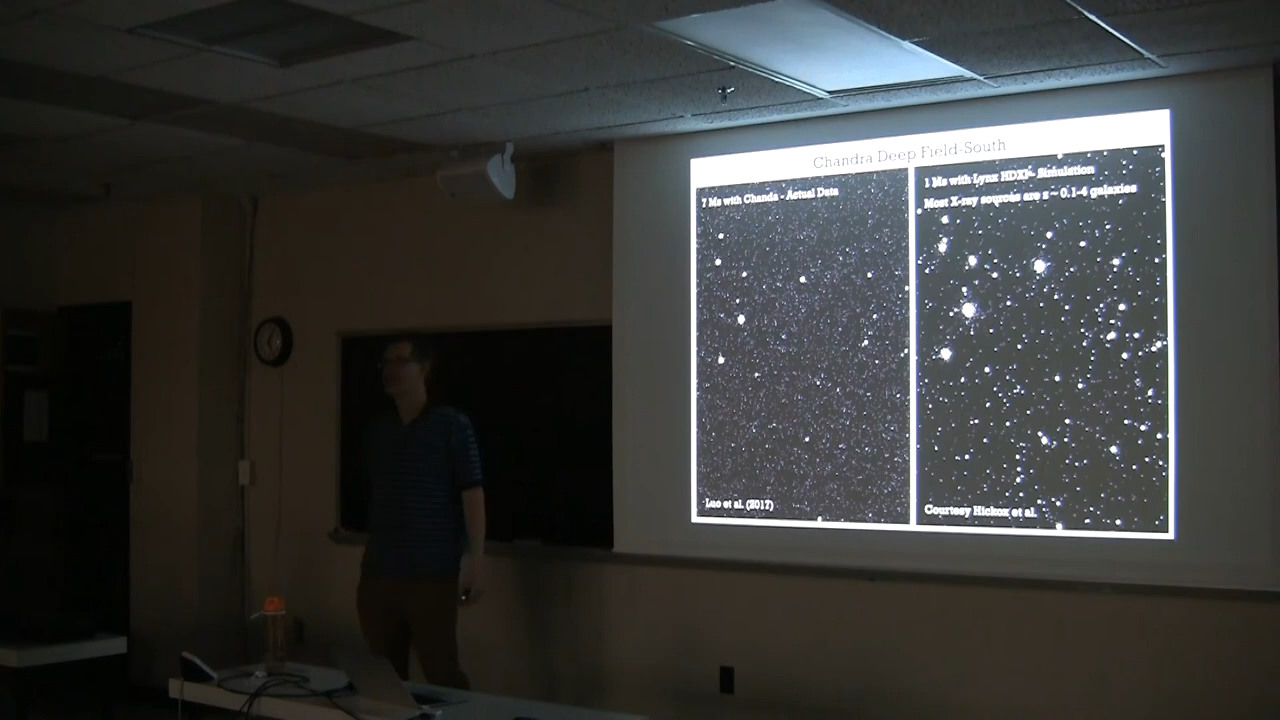 Chandra Deep Field-South
7 Ms with Chanda - Actual Data
Luo et al. (2017)
1 Ms with Lynx HDXI - Simulation
Most X-ray sources are z ~ 0.1-4 galaxies
Courtesy Hickox et al.